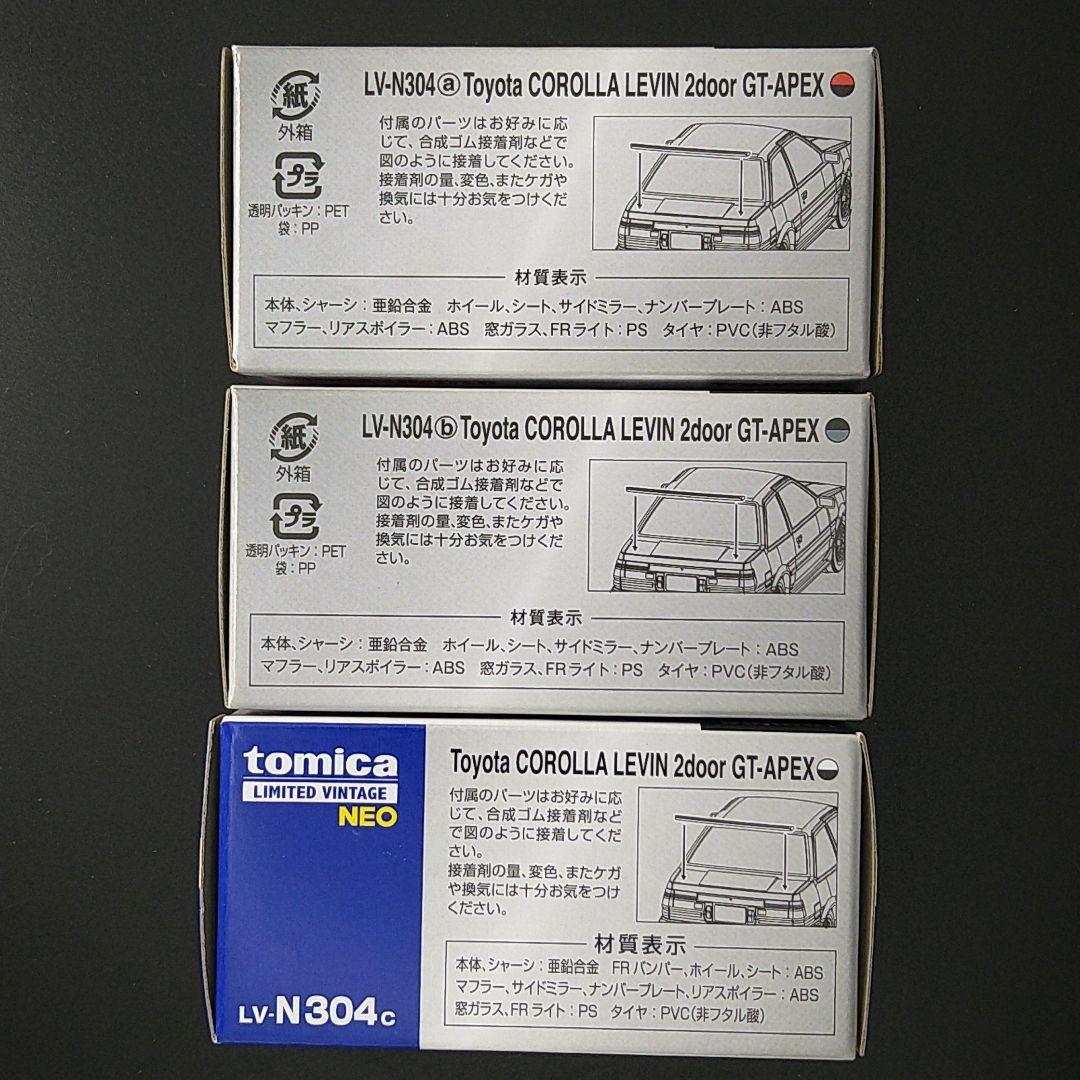 紙
外箱
プラ
透明パッキン：PET
袋：PP
LV-N304ⓐToyota COROLLA LEVIN 2door GT-APEX
付属のパーツはお好みに応
じて、合成ゴム接着剤などで
図のように接着してください。
接着剤の量、変色、またケガや
換気には十分お気をつけくだ
さい。
材質表示
本体、シャーシ：亜鉛合金 ホイール、シート、サイドミラー、ナンバープレート：ABS
マフラー、リアスポイラー：ABS 窓ガラス、FRライト：PS タイヤ：PVC(非フタル酸)
紙
外箱
プラ
透明パッキン：PET
袋：PP
LV-N304ⓑToyota COROLLA LEVIN 2door GT-APEX
付属のパーツはお好みに応
じて、合成ゴム接着剤などで
図のように接着してください。
接着剤の量、変色、またケガや
換気には十分お気をつけくだ
さい。
材質表示
本体、シャーシ：亜鉛合金 ホイール、シート、サイドミラー、ナンバープレート：ABS
マフラー、リアスポイラー：ABS 窓ガラス、FRライト：PS タイヤ：PVC(非フタル酸)
tomica
LIMITED VINTAGE
NEO
LV-N304c
Toyota COROLLA LEVIN 2door GT-APEX
付属のパーツはお好みに応
じて、合成ゴム接着剤など
で図のように接着してくだ
さい。
接着剤の量、変色、またケガ
や換気には十分お気をつけ
ください。
材質表示
本体、シャーシ：亜鉛合金 FRバンパー、ホイール、シート：ABS
マフラー、サイドミラー、ナンバープレート、リアスポイラー：ABS
窓ガラス、FRライト：PS タイヤ：PVC(非フタル酸)